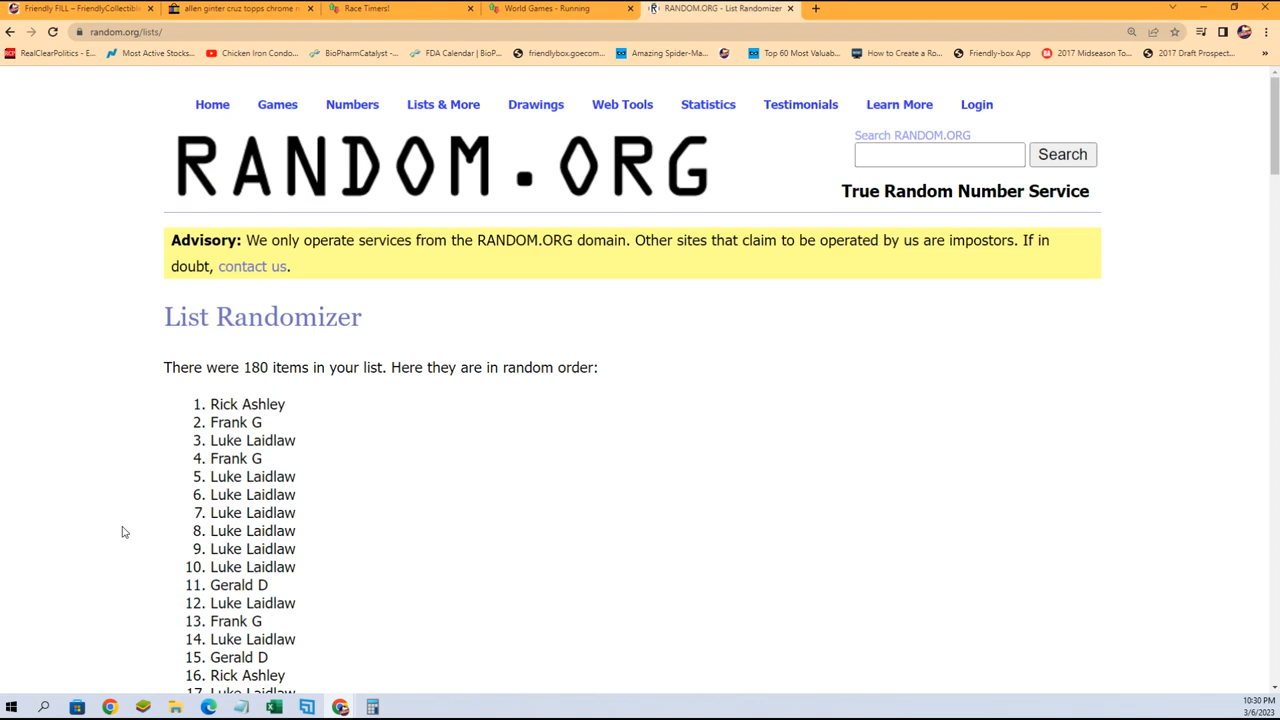 Friendly FILL – FriendlyCollectible
allen ginter cruz topps chrome r
Race Timers!
World Games - Running
RANDOM.ORG - List Randomizer
random.org/lists/
RealClearPolitics - E...
Most Active Stocks...
Chicken Iron Condo...
BioPharmCatalyst -...
FDA Calendar | BioP...
friendlybox.goecom...
Amazing Spider-Ma...
Top 60 Most Valuab...
How to Create a Ro...
Friendly-box App
2017 Midseason To...
2017 Draft Prospect...
»
Home
Games
Numbers
Lists & More
Drawings
Web Tools
Statistics
Testimonials
Learn More
Login
RANDOM.ORG
Search RANDOM.ORG
Search
True Random Number Service
Advisory: We only operate services from the RANDOM.ORG domain. Other sites that claim to be operated by us are impostors. If in
doubt, contact us.
List Randomizer
There were 180 items in your list. Here they are in random order:
1. Rick Ashley
2. Frank G
3. Luke Laidlaw
4. Frank G
5. Luke Laidlaw
6. Luke Laidlaw
7. Luke Laidlaw
8. Luke Laidlaw
9. Luke Laidlaw
10. Luke Laidlaw
11. Gerald D
12. Luke Laidlaw
13. Frank G
14. Luke Laidlaw
15. Gerald D
16. Rick Ashley
17. Luke Laidlaw
10:30 PM
3/6/2023